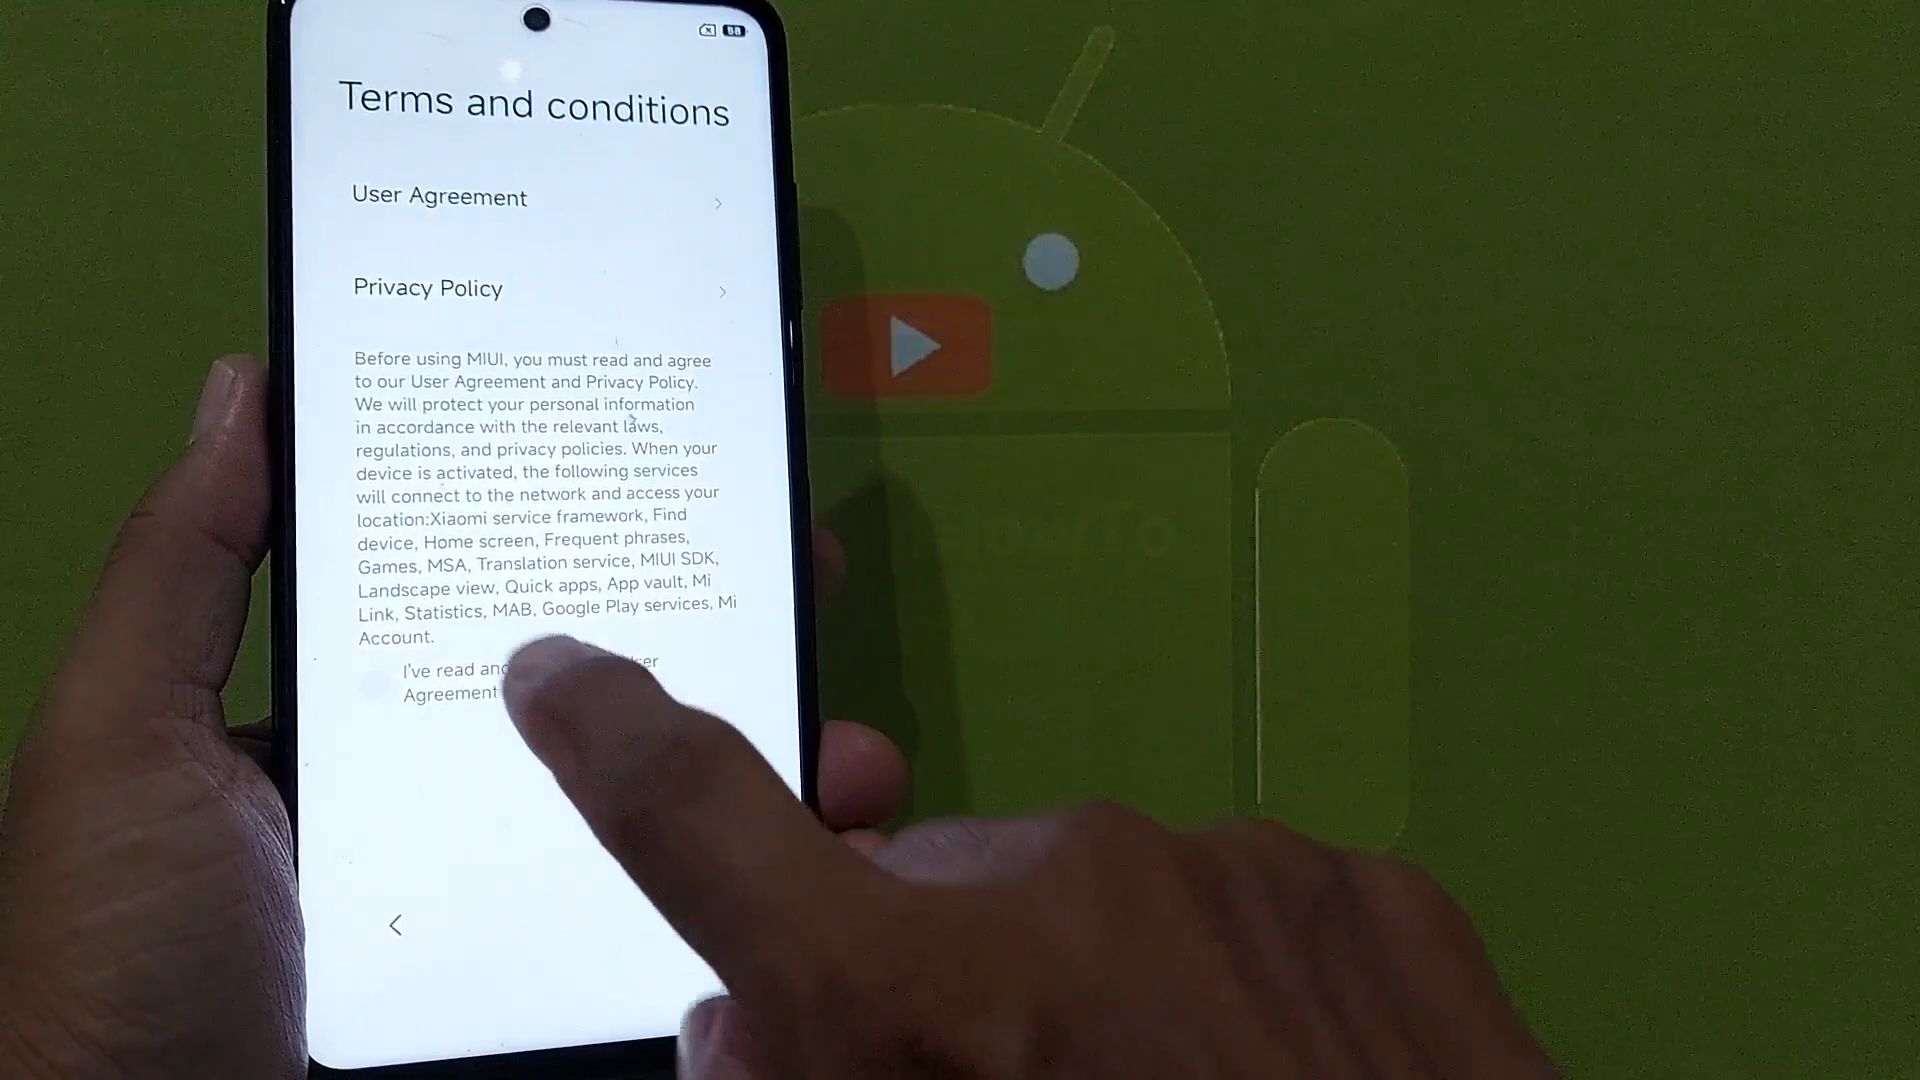 58
Terms and conditions
User Agreement
Privacy Policy
Before using MIUI, you must read and agree
to our User Agreement and Privacy Policy.
We will protect your personal information
in accordance with the relevant laws,
regulations, and privacy policies. When your
device is activated, the following services
will connect to the network and access your
location:Xiaomi service framework, Find
device, Home screen, Frequent phrases,
Games, MSA, Translation service, MIUI SDK,
Landscape view, Quick apps, App vault, Mi
Link, Statistics, MAB, Google Play services, Mi
Account.
I've read and
Agreement